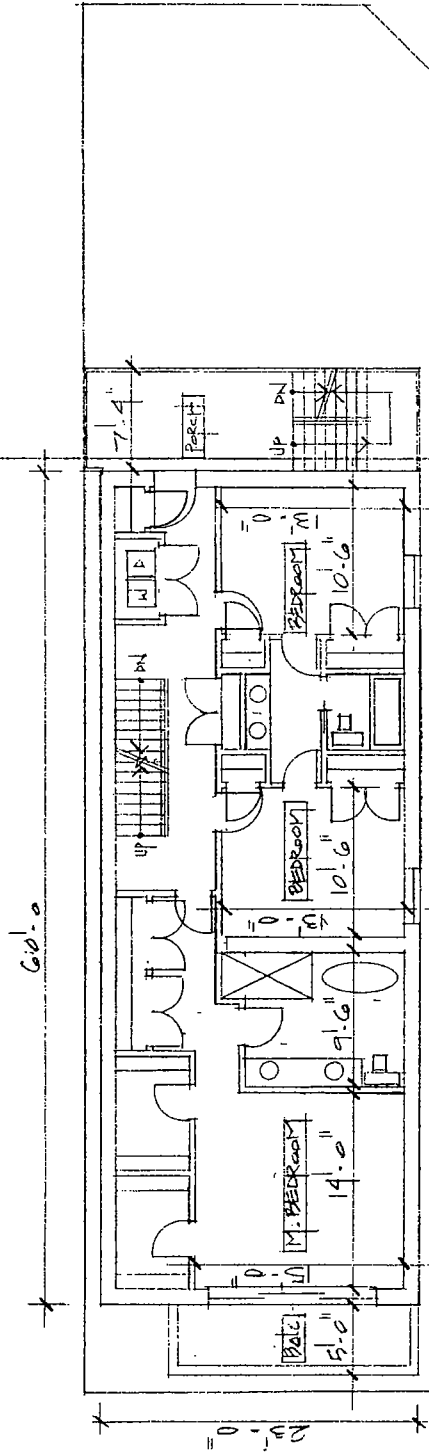 60'-0
7'-4"
PORCH
UP
DN
W
D
UP
DN
BEDROOM
13'-0"
10'-6"
BEDROOM
13'-0"
10'-6"
9'-6"
M. BEDROOM
14'-0"
15'-0"
BALC
5'-0"
23'-0"